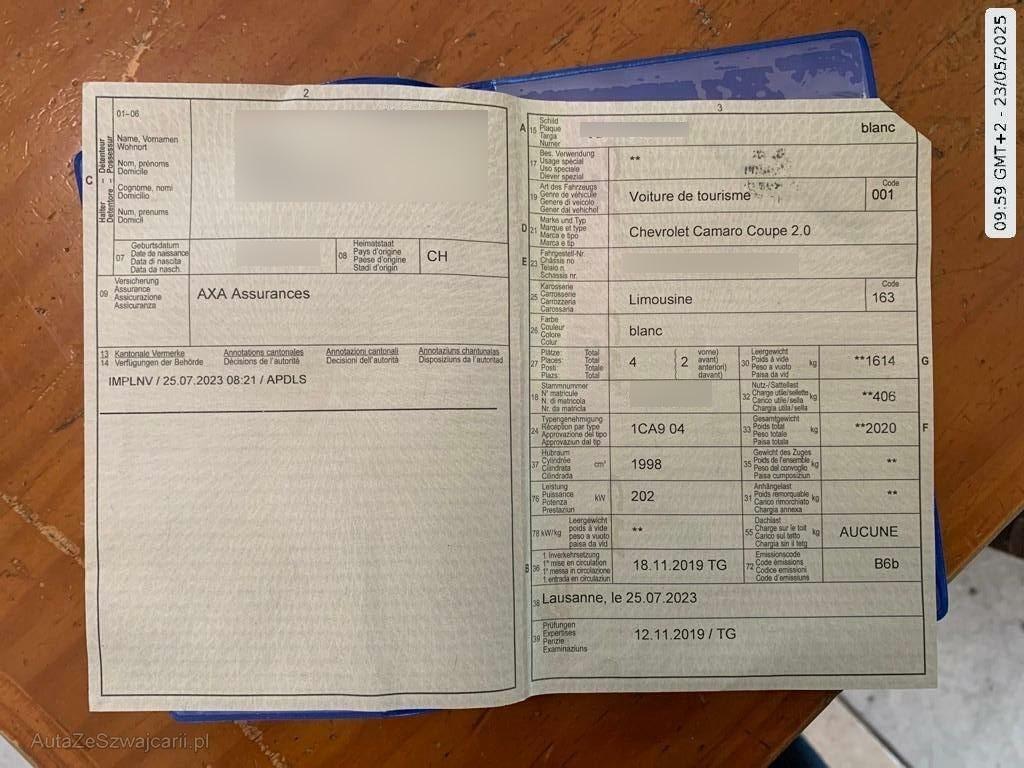 2
01–06
Halter – Détenteur
Detentore – Possessur
C
Name, Vornamen
Wohnort
Nom, prénoms
Domicile
Cognome, nomi
Domicilio
Num, prenums
Domicil
07
Geburtsdatum
Date de naissance
Data di nascita
Data da nasch.
08
Heimatstaat
Pays d'origine
Paese d'origine
Stadi d'origin
CH
09
Versicherung
Assurance
Assicurazione
Assicuranza
AXA Assurances
13 Kantonale Vermerke Annotations cantonales Annotazioni cantonali Annotaziuns chantunalas
14 Verfügungen der Behörde Décisions de l'autorité Decisioni dell'autorità Disposiziuns da l'autoritad
IMPLNV / 25.07.2023 08:21 / APDLS
3
A 15
Schild
Plaque
Targa
Numer
blanc
17
Bes. Verwendung
Usage spécial
Uso speciale
Diever spezial
**
19
Art des Fahrzeugs
Genre de véhicule
Genere di veicolo
Gener dal vehichel
Voiture de tourisme
Code
001
D 21
Marke und Typ
Marque et type
Marca e tipo
Marca e tip
Chevrolet Camaro Coupe 2.0
E 23
Fahrgestell-Nr.
Châssis no
Telaio n.
Schassis nr.
25
Karosserie
Carrosserie
Carrozzeria
Carossaria
Limousine
Code
163
26
Farbe
Couleur
Colore
Colur
blanc
27
Plätze: Total
Places: Total
Posti: Totale
Plazs: Total
4
2
vorne)
avant)
anteriori)
davant)
30
Leergewicht
Poids à vide
Peso a vuoto
Paisa da vid
kg
**1614
G
18
Stammnummer
N° matricule
N. di matricola
Nr. da matricla
32
Nutz-/Sattellast
Charge utile/sellette
Carico utile/sella
Chargia utila/sella
kg
**406
24
Typengenehmigung
Réception par type
Approvazione del tipo
Approvaziun dal tip
1CA9 04
33
Gesamtgewicht
Poids total
Peso totale
Paisa totala
kg
**2020
F
37
Hubraum
Cylindrée
Cilindrata
Cilindrada
cm³
1998
35
Gewicht des Zuges
Poids de l'ensemble
Peso del convoglio
Paisa cumposiziun
kg
**
76
Leistung
Puissance
Potenza
Prestaziun
kW
202
31
Anhängelast
Poids remorquable
Carico rimorchiato
Chargia annexa
kg
**
78 kW/kg
Leergewicht
poids à vide
peso a vuoto
paisa da vid
**
55
Dachlast
Charge sur le toit
Carico sul tetto
Chargia sin il tetg
kg
AUCUNE
B 36
1. Inverkehrsetzung
1re mise en circulation
1a messa in circolazione
1. entrada en circulaziun
18.11.2019 TG
72
Emissionscode
Code émissions
Codice emissioni
Code d'emissiuns
B6b
38
Lausanne, le 25.07.2023
39
Prüfungen
Expertises
Perizie
Examinaziuns
12.11.2019 / TG
09:59 GMT+2 - 23/05/2025
AutaZeSzwajcarii.pl